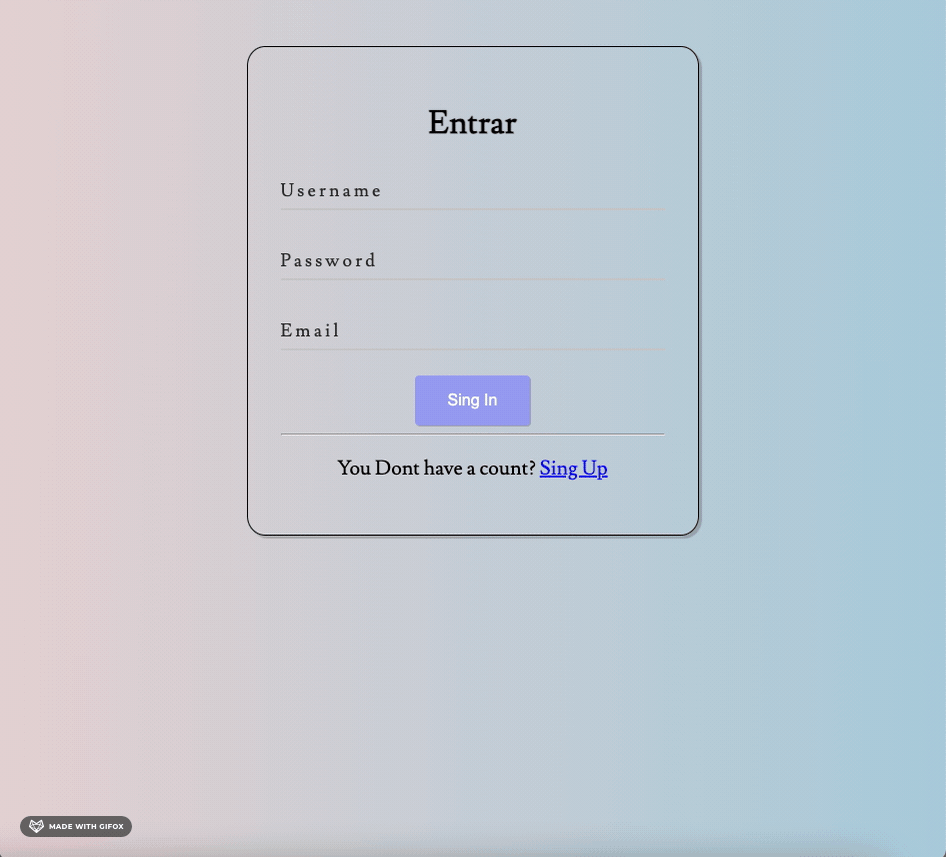 Entrar
Username
Password
Email
Sing In
You Dont have a count? Sing Up
MADE WITH GIFOX